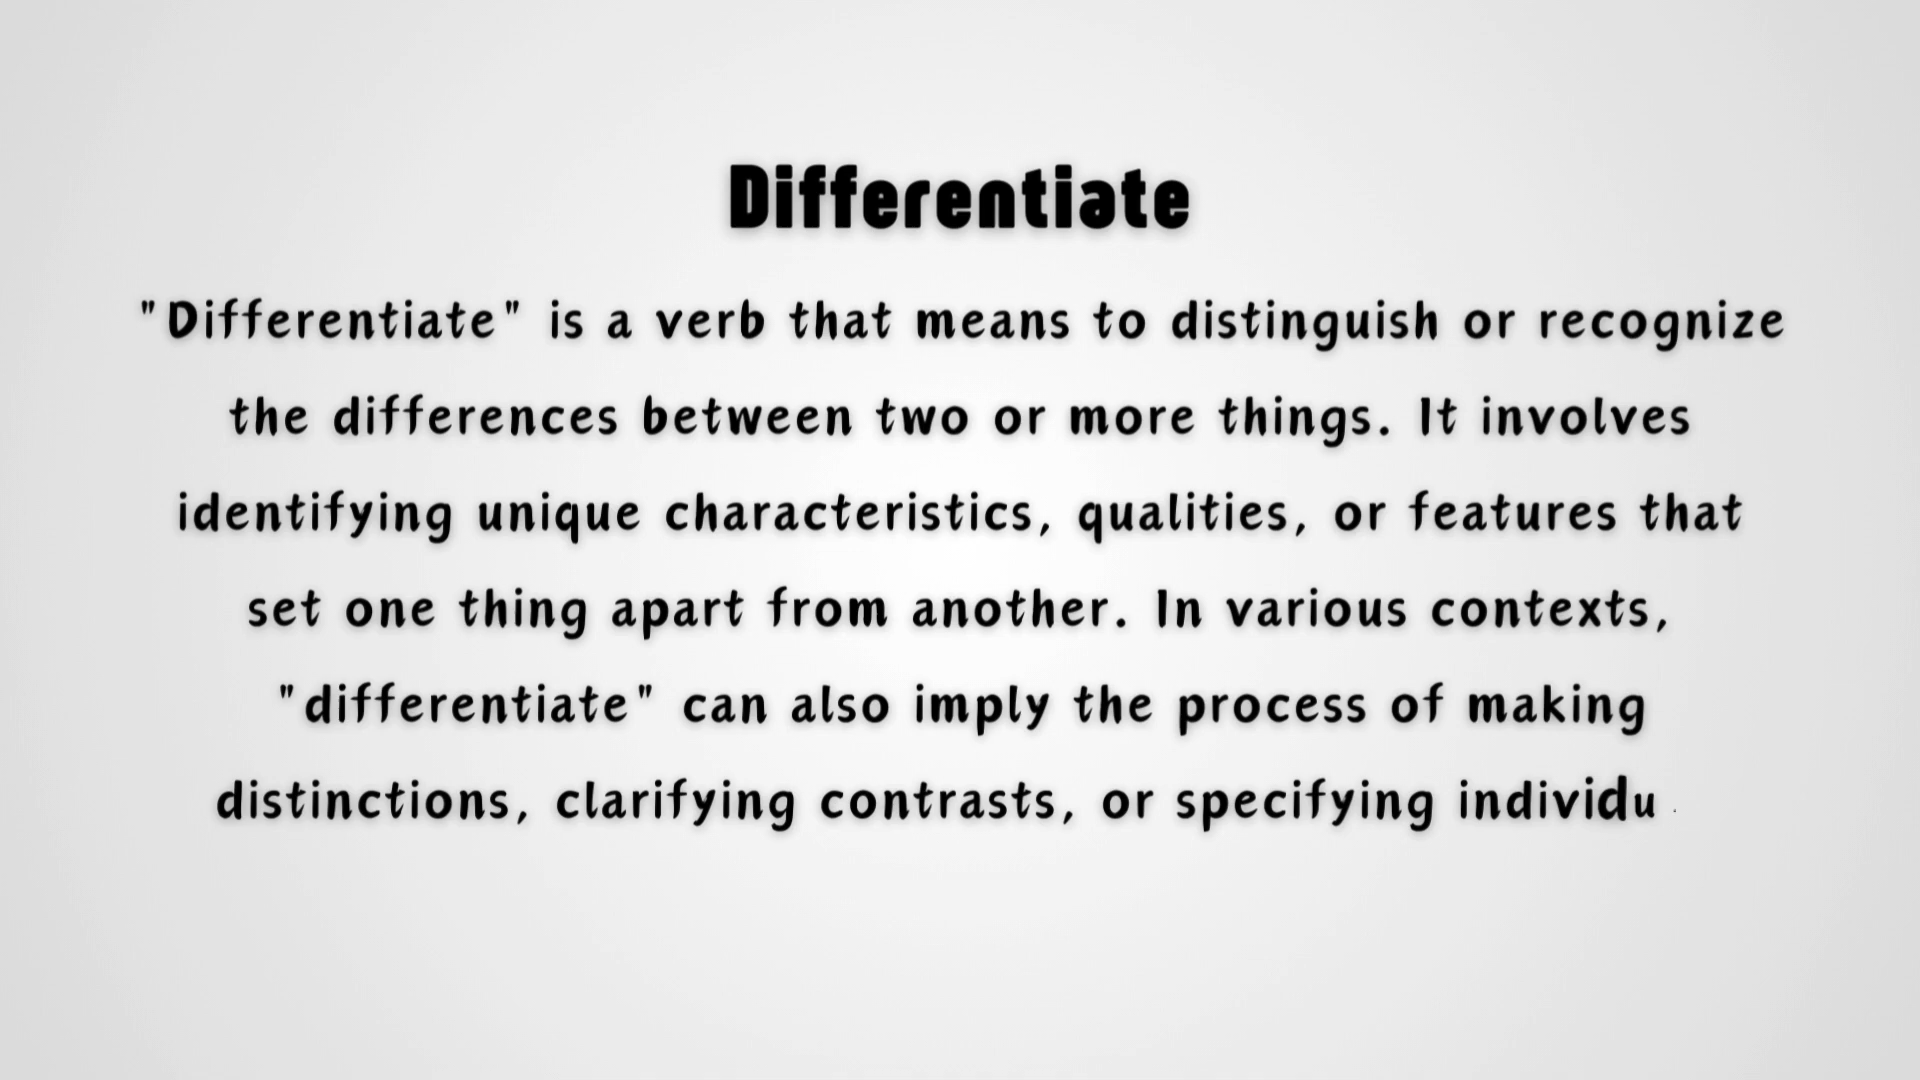 Differentiate
"Differentiate" is a verb that means to distinguish or recognize
the differences between two or more things. It involves
identifying unique characteristics, qualities, or features that
set one thing apart from another. In various contexts,
"differentiate" can also imply the process of making
distinctions, clarifying contrasts, or specifying individu